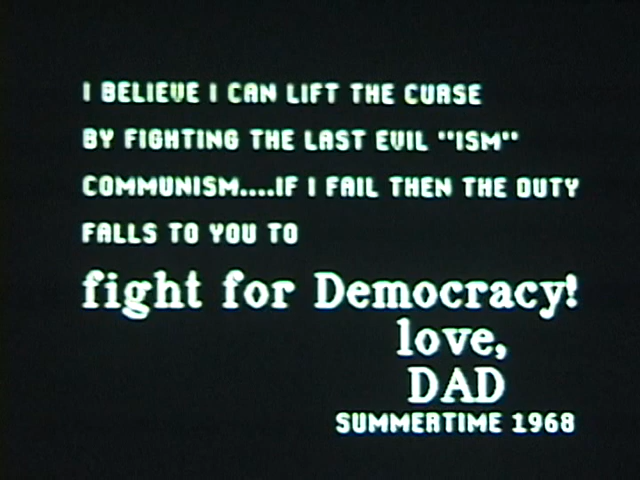 I BELIEVE I CAN LIFT THE CURSE
BY FIGHTING THE LAST EVIL "ISM"
COMMUNISM....IF I FAIL THEN THE DUTY
FALLS TO YOU TO
fight for Democracy!
love,
DAD
SUMMERTIME 1968